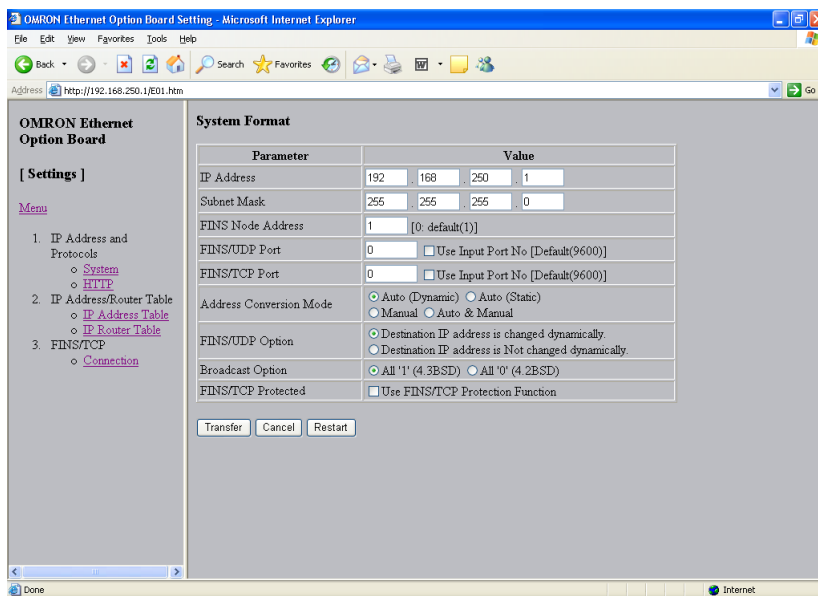 OMRON Ethernet Option Board Setting - Microsoft Internet Explorer
File Edit View Favorites Tools Help
Back Search Favorites
Address http://192.168.250.1/E01.htm Go
OMRON Ethernet
Option Board
[ Settings ]
Menu
1. IP Address and
Protocols
o System
o HTTP
2. IP Address/Router Table
o IP Address Table
o IP Router Table
3. FINS/TCP
o Connection
System Format
Parameter Value
IP Address 192 . 168 . 250 . 1
Subnet Mask 255 . 255 . 255 . 0
FINS Node Address 1 [0: default(1)]
FINS/UDP Port 0 Use Input Port No [Default(9600)]
FINS/TCP Port 0 Use Input Port No [Default(9600)]
Address Conversion Mode Auto (Dynamic) Auto (Static)
Manual Auto & Manual
FINS/UDP Option Destination IP address is changed dynamically.
Destination IP address is Not changed dynamically.
Broadcast Option All '1' (4.3BSD) All '0' (4.2BSD)
FINS/TCP Protected Use FINS/TCP Protection Function
Transfer Cancel Restart
Done Internet